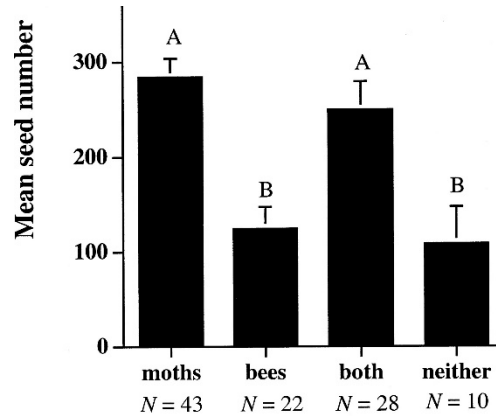 Mean seed number
300
200
100
0
A
B
A
B
moths
bees
both
neither
N = 43
N = 22
N = 28
N = 10